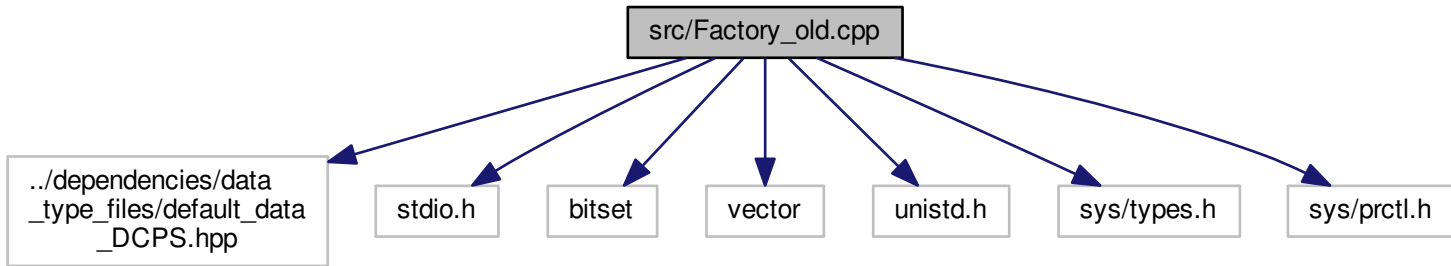 src/Factory_old.cpp
../dependencies/data
_type_files/default_data
_DCPS.hpp
stdio.h
bitset
vector
unistd.h
sys/types.h
sys/prctl.h